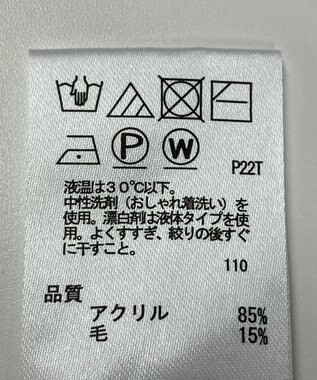 P W
P22T
液温は30℃以下。
中性洗剤（おしゃれ着洗い）を
使用。漂白剤は液体タイプを使
用。よくすすぎ、絞りの後すぐ
に干すこと。
110
品質
アクリル 85%
毛 15%